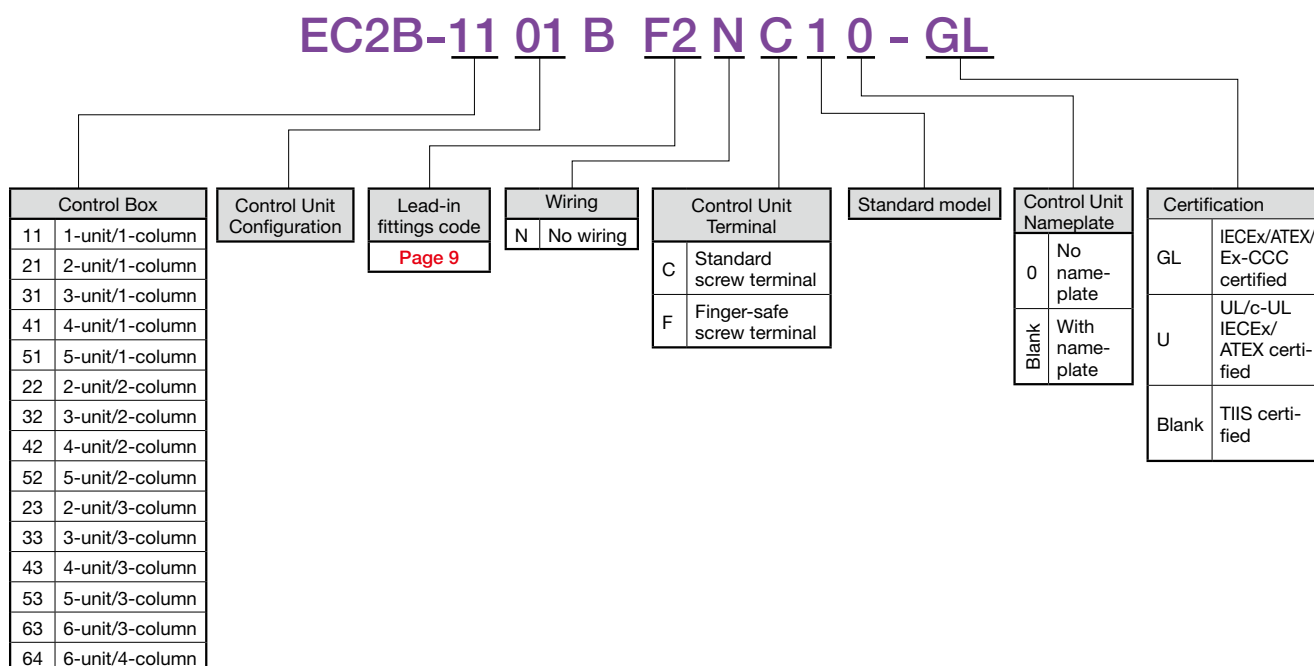 EC2B-11 01 B F2 N C 1 0 - GL
Control Box
11 1-unit/1-column
21 2-unit/1-column
31 3-unit/1-column
41 4-unit/1-column
51 5-unit/1-column
22 2-unit/2-column
32 3-unit/2-column
42 4-unit/2-column
52 5-unit/2-column
23 2-unit/3-column
33 3-unit/3-column
43 4-unit/3-column
53 5-unit/3-column
63 6-unit/3-column
64 6-unit/4-column
Control Unit
Configuration
Lead-in
fittings code
Page 9
Wiring
N No wiring
Control Unit
Terminal
C Standard
screw terminal
F Finger-safe
screw terminal
Standard model
Control Unit
Nameplate
0 No
name-
plate
Blank With
name-
plate
Certification
GL IECEx/ATEX/
Ex-CCC
certified
U UL/c-UL
IECEx/
ATEX certi-
fied
Blank TIIS certi-
fied